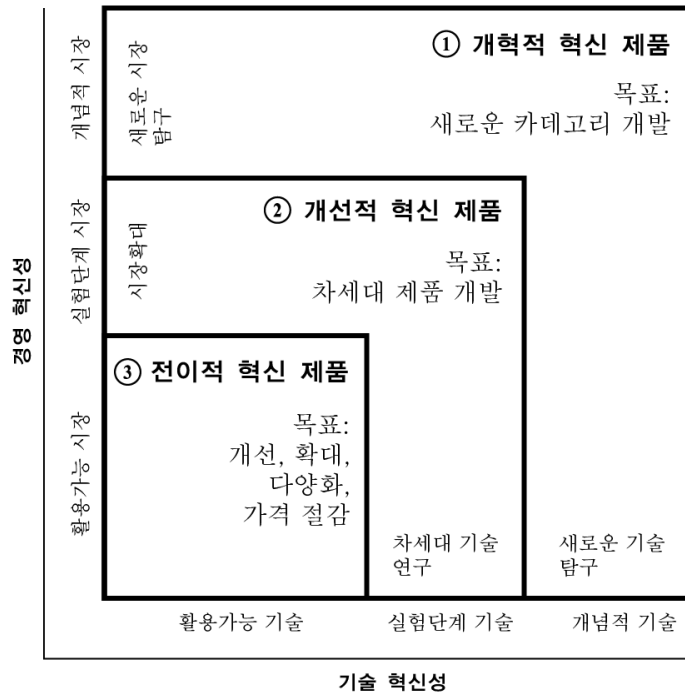 ① 개혁적 혁신 제품
목표:
새로운 카데고리 개발
개념적 시장
새로운 시장
탐구
② 개선적 혁신 제품
목표:
차세대 제품 개발
실험단계 시장
시장확대
경영 혁신성
③ 전이적 혁신 제품
목표:
개선, 확대,
다양화,
가격 절감
활용가능 시장
차세대 기술
연구
새로운 기술
탐구
활용가능 기술
실험단계 기술
개념적 기술
기술 혁신성